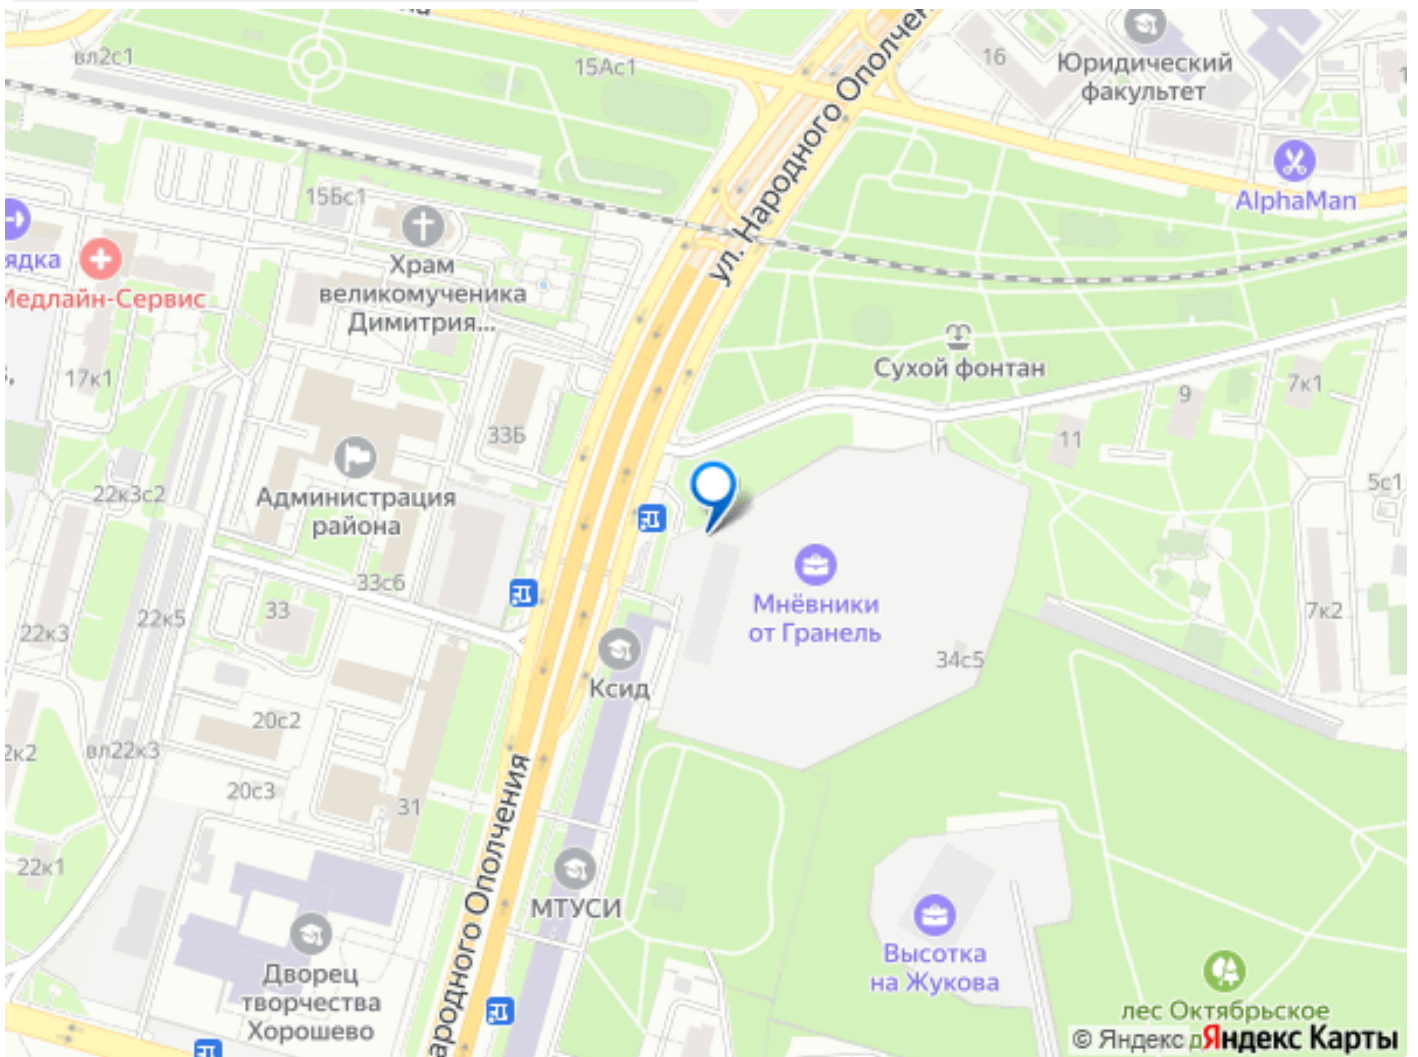 вл2с1
15Ас1
ул. Народного Ополчен
16
Юридический
факультет
AlphaMan
15Бс1
Храм
великомученика
Димитрия...
ядка
Медлайн-Сервис
17к1
33Б
Сухой фонтан
7к1
9
11
5с1
Администрация
района
22к3с2
33с6
33
22к5
22к3
Мнёвники
от Гранель
34с5
7к2
Ксид
20с2
2к2
вл22к3
20с3
31
22к1
МТУСИ
ародного Ополчения
Дворец
творчества
Хорошево
Высотка
на Жукова
лес Октябрьское
© Яндекс
Яндекс Карты